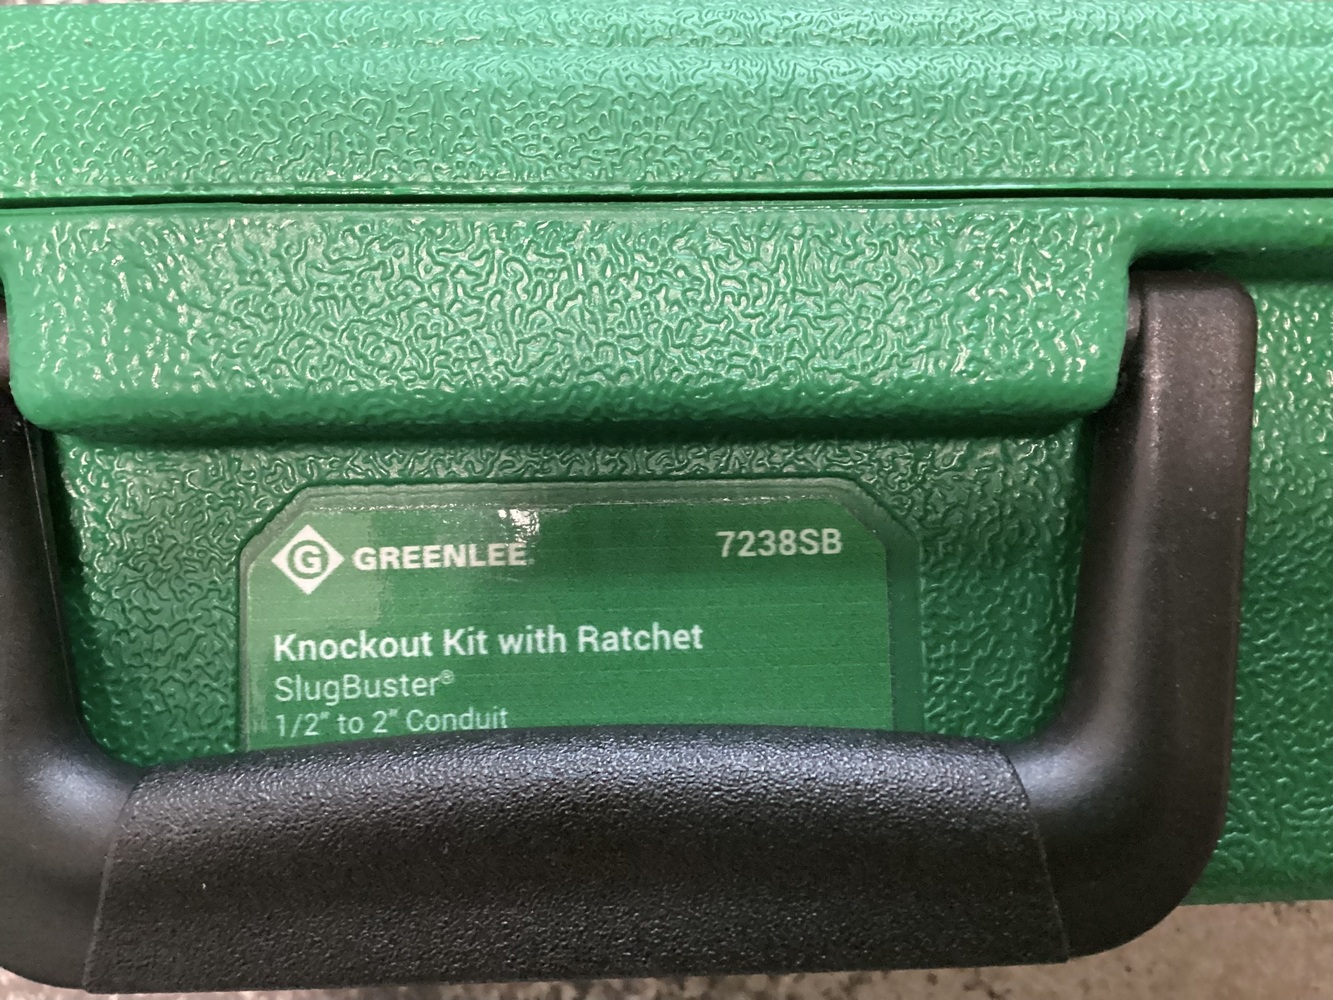 G GREENLEE 7238SB
Knockout Kit with Ratchet
SlugBuster®
1/2" to 2" Conduit